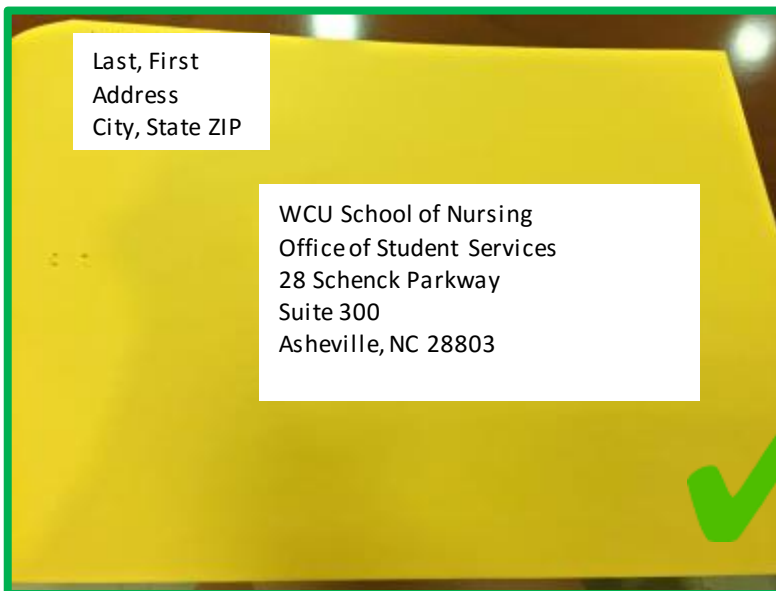 Last, First
Address
City, State ZIP
WCU School of Nursing
Office of Student Services
28 Schenck Parkway
Suite 300
Asheville, NC 28803